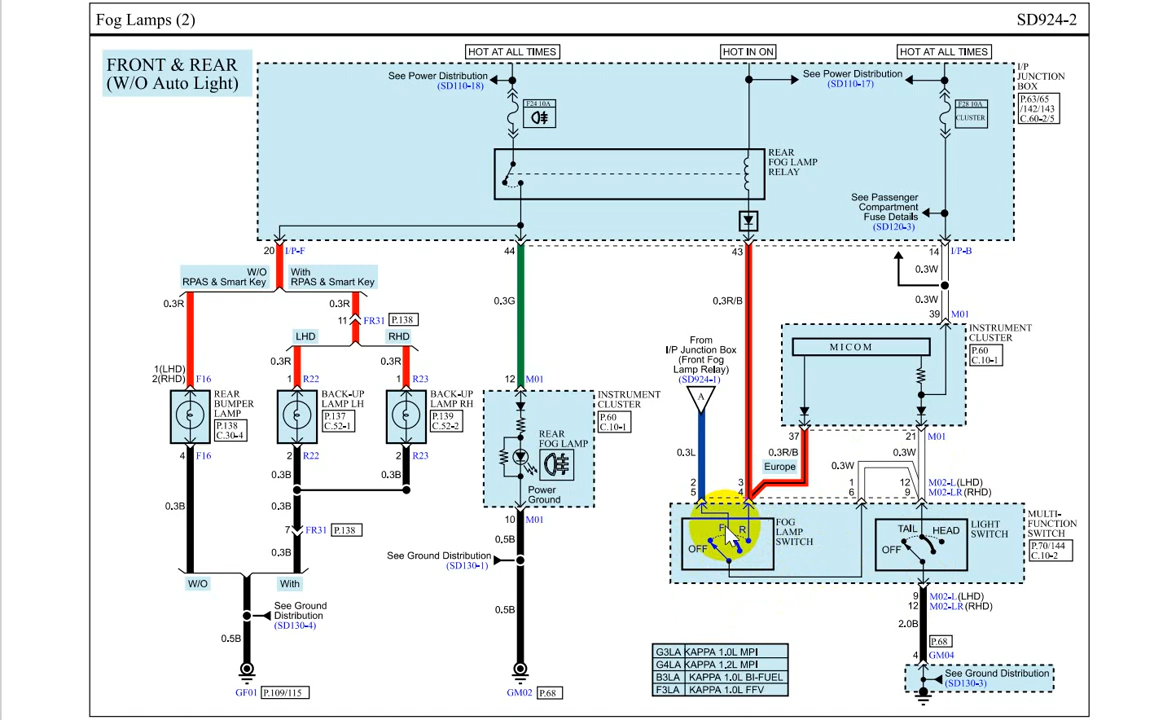 Fog Lamps (2)
SD924-2
FRONT & REAR
(W/O Auto Light)
HOT AT ALL TIMES
HOT IN ON
HOT AT ALL TIMES
See Power Distribution
(SD110-18)
See Power Distribution
(SD110-17)
I/P
JUNCTION
BOX
P.63/65
/142/143
C.60-2/5
F24 10A
F28 10A
CLUSTER
REAR
FOG LAMP
RELAY
See Passenger
Compartment
Fuse Details
(SD120-3)
20
I/P-F
44
43
14
I/P-B
W/O
RPAS & Smart Key
With
RPAS & Smart Key
0.3R
0.3R
11
FR31
P.138
LHD
RHD
0.3R
0.3R
0.3G
0.3R/B
0.3W
0.3W
39
M01
From
I/P Junction Box
(Front Fog
Lamp Relay)
(SD924-1)
A
MICOM
INSTRUMENT
CLUSTER
P.60
C.10-1
1(LHD)
2(RHD)
F16
1
R22
1
R23
12
M01
REAR
BUMPER
LAMP
P.138
C.30-4
BACK-UP
LAMP LH
P.137
C.52-1
BACK-UP
LAMP RH
P.139
C.52-2
INSTRUMENT
CLUSTER
P.60
C.10-1
REAR
FOG LAMP
Power
Ground
4
F16
2
R22
2
R23
10
M01
37
21
M01
0.3R/B
Europe
0.3W
0.3W
0.3L
2
5
3
4
1
6
12
9
M02-L(LHD)
M02-LR(RHD)
0.3B
0.3B
0.3B
7
FR31
P.138
0.3B
0.5B
See Ground Distribution
(SD130-1)
0.5B
F
R
OFF
FOG
LAMP
SWITCH
TAIL
HEAD
OFF
LIGHT
SWITCH
MULTI-
FUNCTION
SWITCH
P.70/144
C.10-2
W/O
With
See Ground
Distribution
(SD130-4)
0.5B
GF01
P.109/115
GM02
P.68
9
12
M02-L(LHD)
M02-LR(RHD)
2.0B
P.68
4
GM04
See Ground Distribution
(SD130-3)
G3LA KAPPA 1.0L MPI
G4LA KAPPA 1.2L MPI
B3LA KAPPA 1.0L BI-FUEL
F3LA KAPPA 1.0L FFV